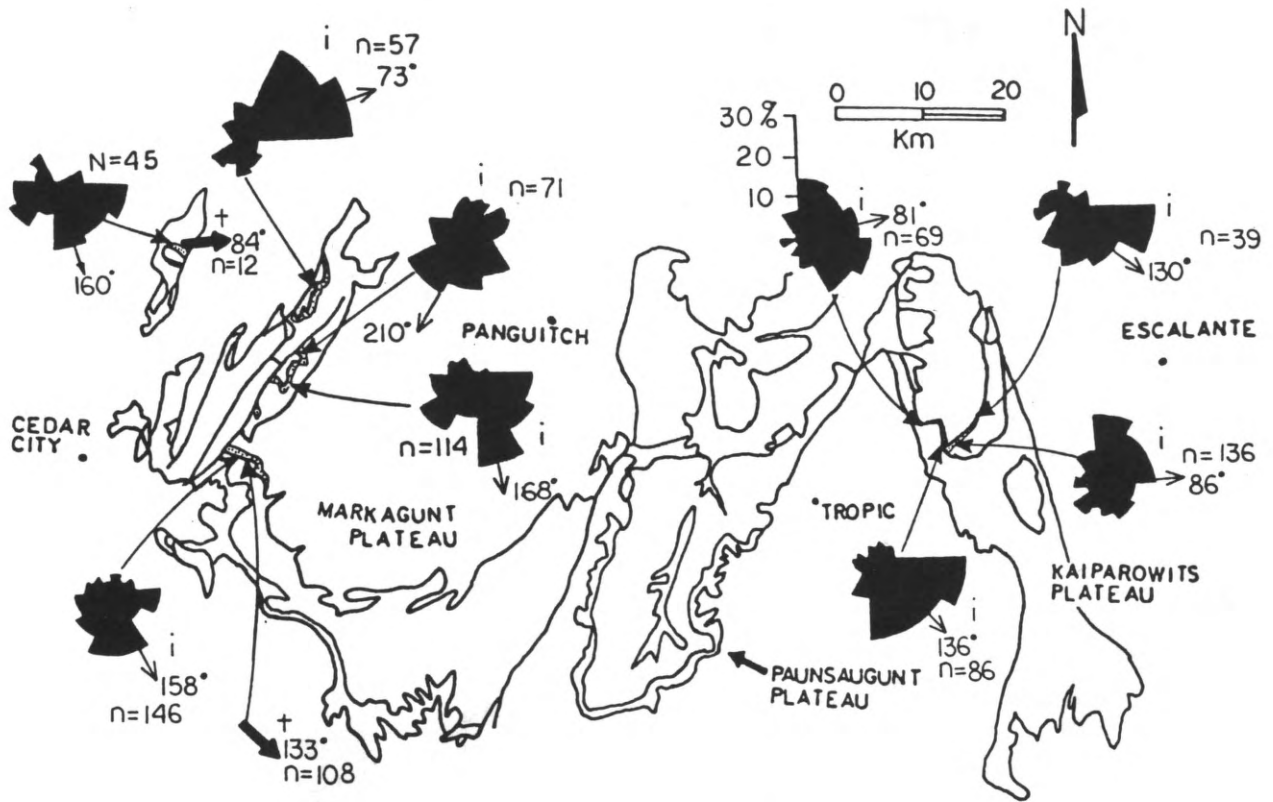 i n=57
73°
N
0 10 20
Km
30%
20
10
N=45
†
84°
n=12
160°
i n=71
210°
PANGUITCH
i
81°
n=69
i
n=39
130°
ESCALANTE
CEDAR
CITY
n=114
i
168°
i
n=136
86°
MARKAGUNT
PLATEAU
TROPIC
KAIPAROWITS
PLATEAU
i
158°
n=146
i
136°
n=86
PAUNSAUGUNT
PLATEAU
†
133°
n=108